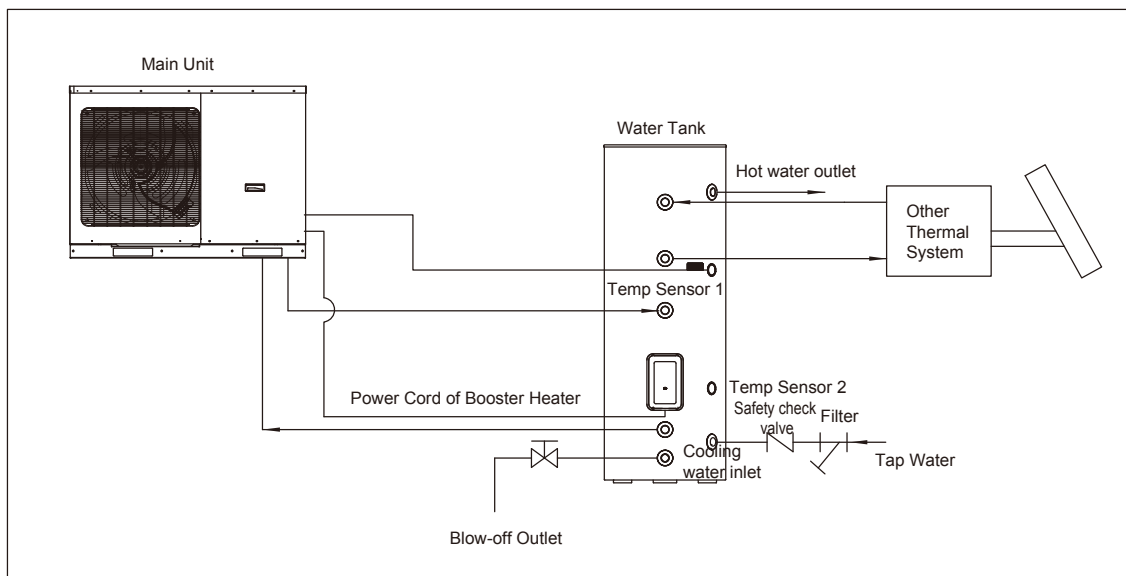 Main Unit
Water Tank
Hot water outlet
Other
Thermal
System
Temp Sensor 1
Power Cord of Booster Heater
Temp Sensor 2
Safety check
valve
Filter
Cooling
water inlet
Tap Water
Blow-off Outlet